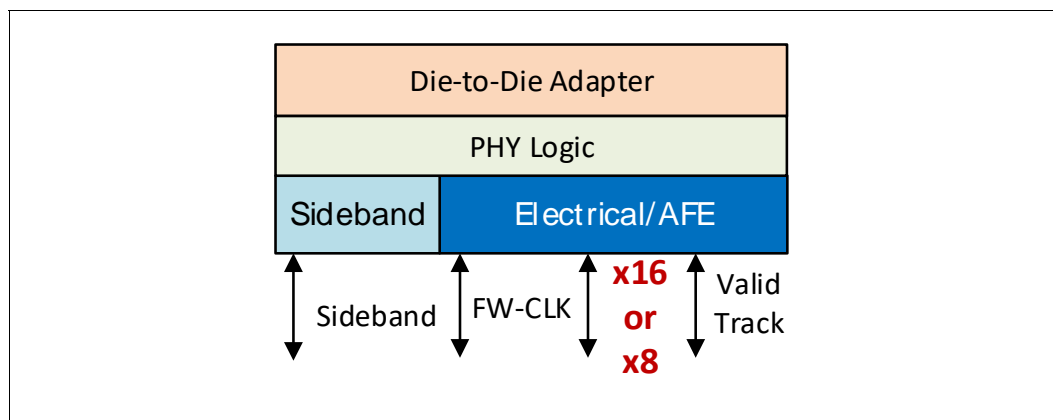 Die-to-Die Adapter
PHY Logic
Sideband
Electrical/AFE
Sideband
FW-CLK
x16
or
x8
Valid
Track